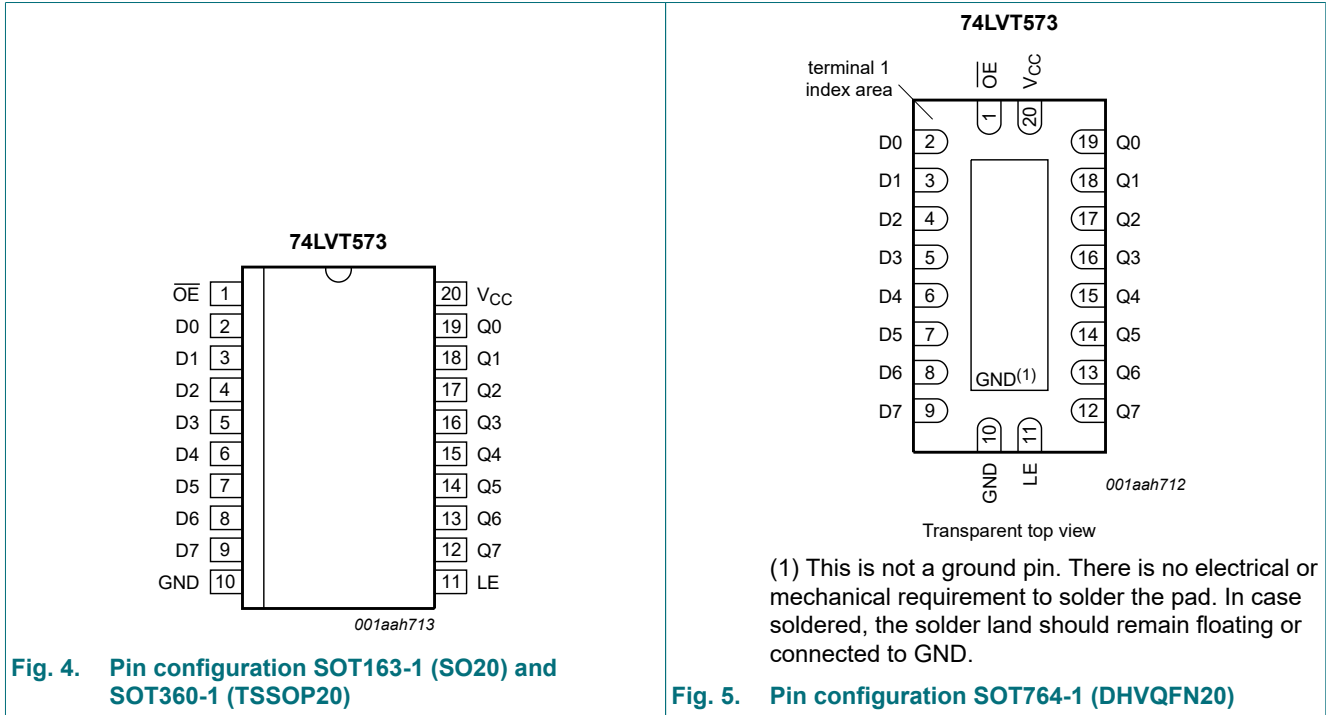 74LVT573
OE 1
D0 2
D1 3
D2 4
D3 5
D4 6
D5 7
D6 8
D7 9
GND 10
20 VCC
19 Q0
18 Q1
17 Q2
16 Q3
15 Q4
14 Q5
13 Q6
12 Q7
11 LE
001aah713
Fig. 4. Pin configuration SOT163-1 (SO20) and
SOT360-1 (TSSOP20)
74LVT573
terminal 1
index area
OE
VCC
1
20
D0 2
D1 3
D2 4
D3 5
D4 6
D5 7
D6 8
D7 9
19 Q0
18 Q1
17 Q2
16 Q3
15 Q4
14 Q5
13 Q6
12 Q7
GND(1)
10
11
GND
LE
001aah712
Transparent top view
(1) This is not a ground pin. There is no electrical or
mechanical requirement to solder the pad. In case
soldered, the solder land should remain floating or
connected to GND.
Fig. 5. Pin configuration SOT764-1 (DHVQFN20)